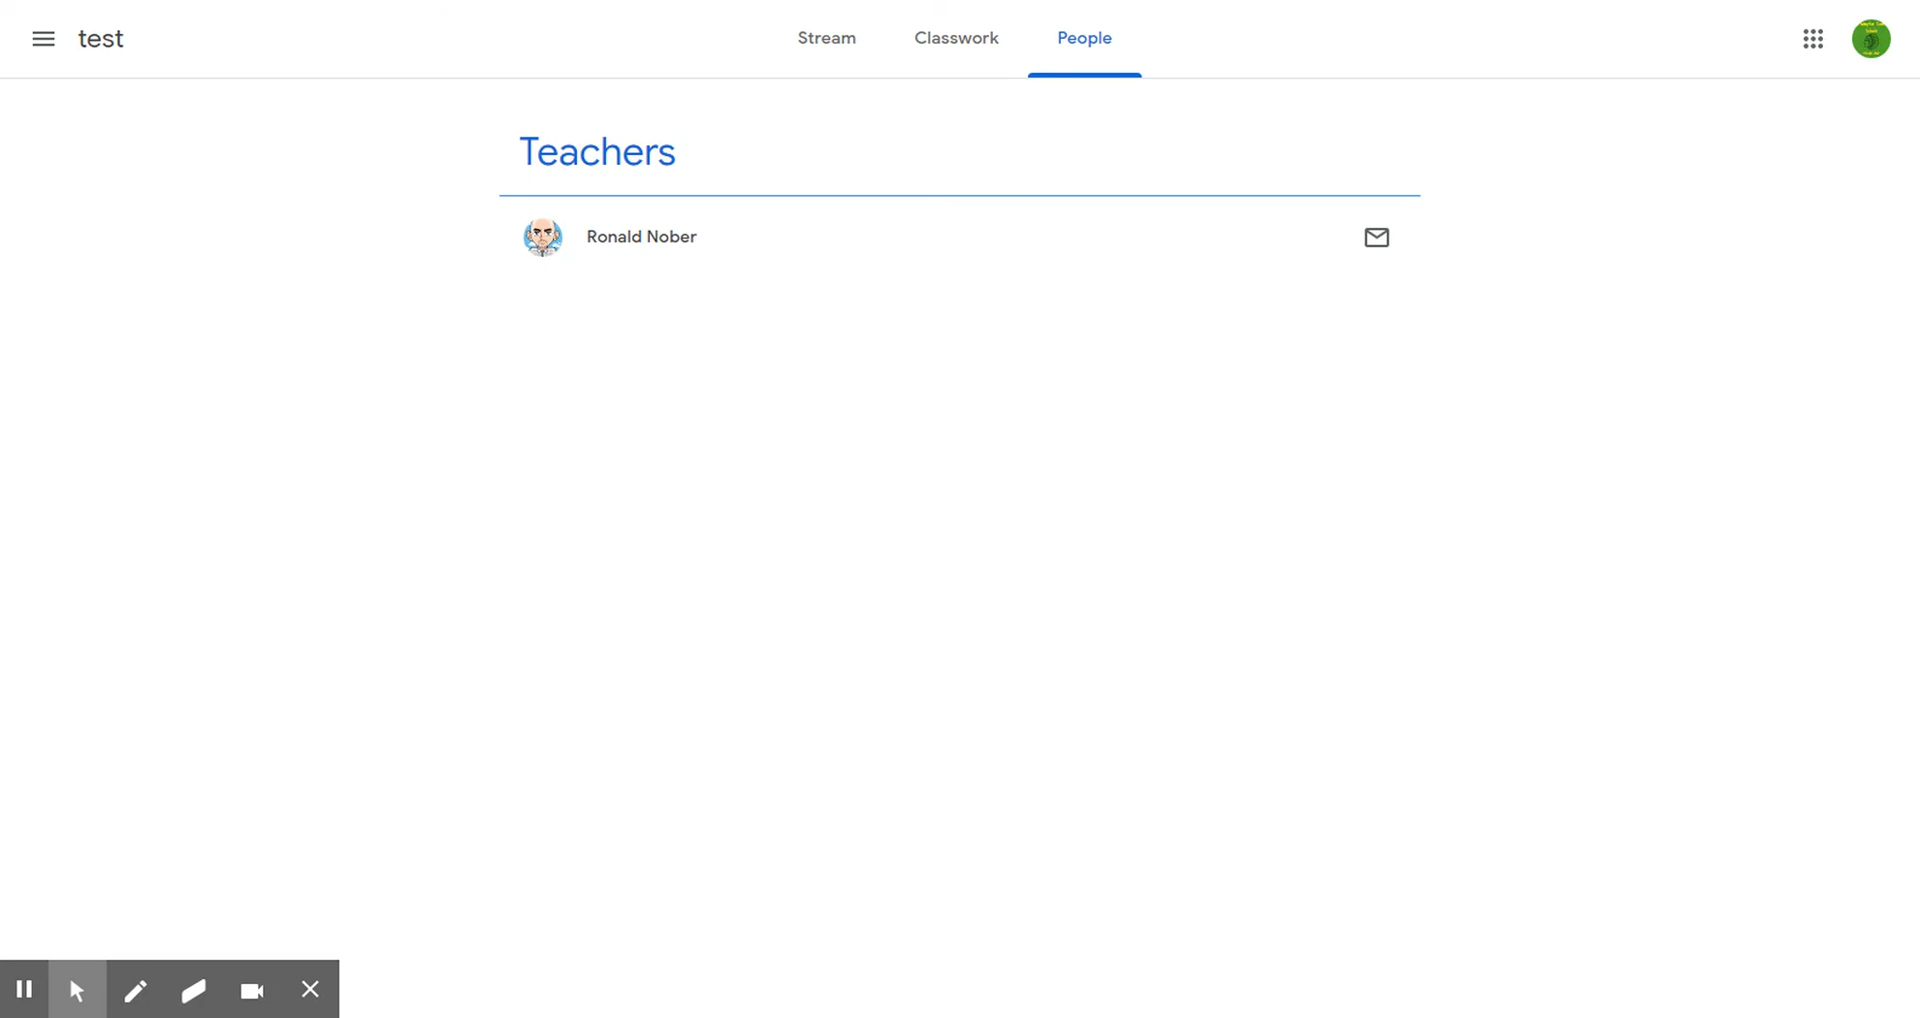 test
Stream
Classwork
People
Teachers
Ronald Nober